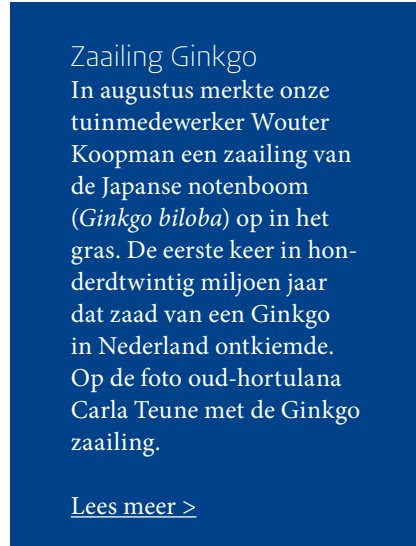 Zaailing Ginkgo
In augustus merkte onze
tuinmedewerker Wouter
Koopman een zaailing van
de Japanse notenboom
(Ginkgo biloba) op in het
gras. De eerste keer in hon-
derdtwintig miljoen jaar
dat zaad van een Ginkgo
in Nederland ontkiemde.
Op de foto oud-hortulana
Carla Teune met de Ginkgo
zaailing.
Lees meer >